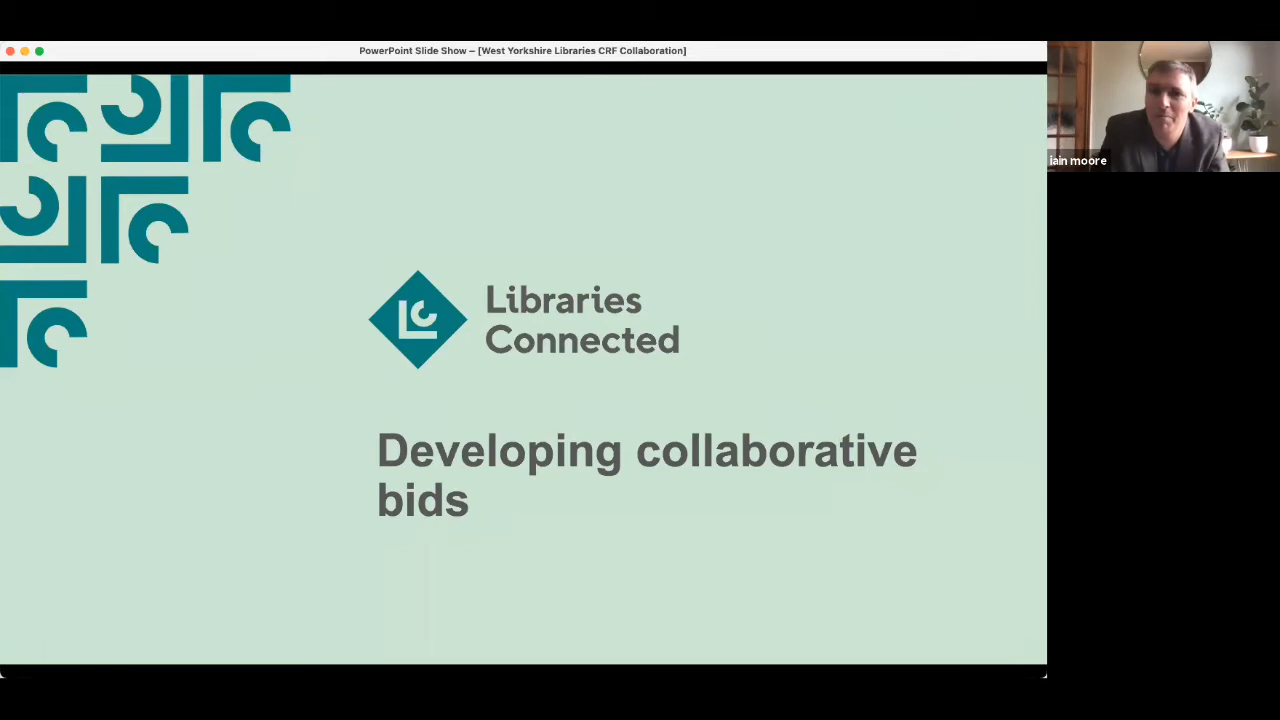 PowerPoint Slide Show – [West Yorkshire Libraries CRF Collaboration]
iain moore
Libraries
Connected
Developing collaborative
bids